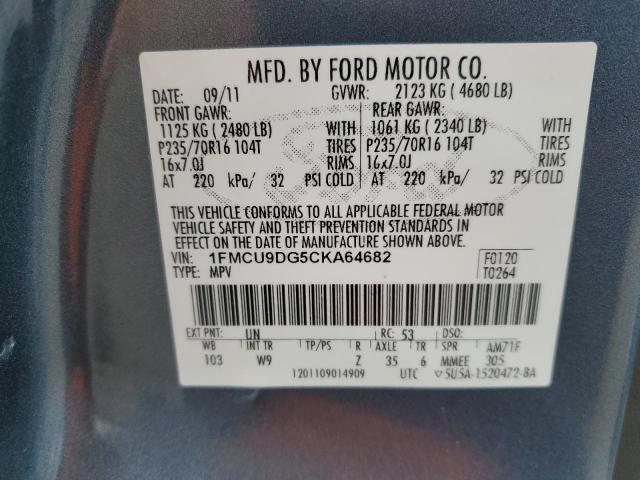 MFD. BY FORD MOTOR CO.
DATE: 09/11 GVWR: 2123 KG ( 4680 LB)
FRONT GAWR: REAR GAWR:
1125 KG ( 2480 LB) WITH 1061 KG ( 2340 LB) WITH
P235/70R16 104T TIRES P235/70R16 104T TIRES
16x7.0J RIMS 16x7.0J RIMS
AT 220 kPa/ 32 PSI COLD AT 220 kPa/ 32 PSI COLD
THIS VEHICLE CONFORMS TO ALL APPLICABLE FEDERAL MOTOR
VEHICLE SAFETY AND THEFT PREVENTION STANDARDS IN
EFFECT ON THE DATE OF MANUFACTURE SHOWN ABOVE.
VIN: 1FMCU9DG5CKA64682 F0120
TYPE: MPV T0264
EXT PNT: UN RC: 53 DSO:
WB INT TR TP/PS R AXLE TR SPR AM71F
103 W9 Z 35 6 MMEE 305
1201109014909 UTC ▽SU5A-1520472-BA